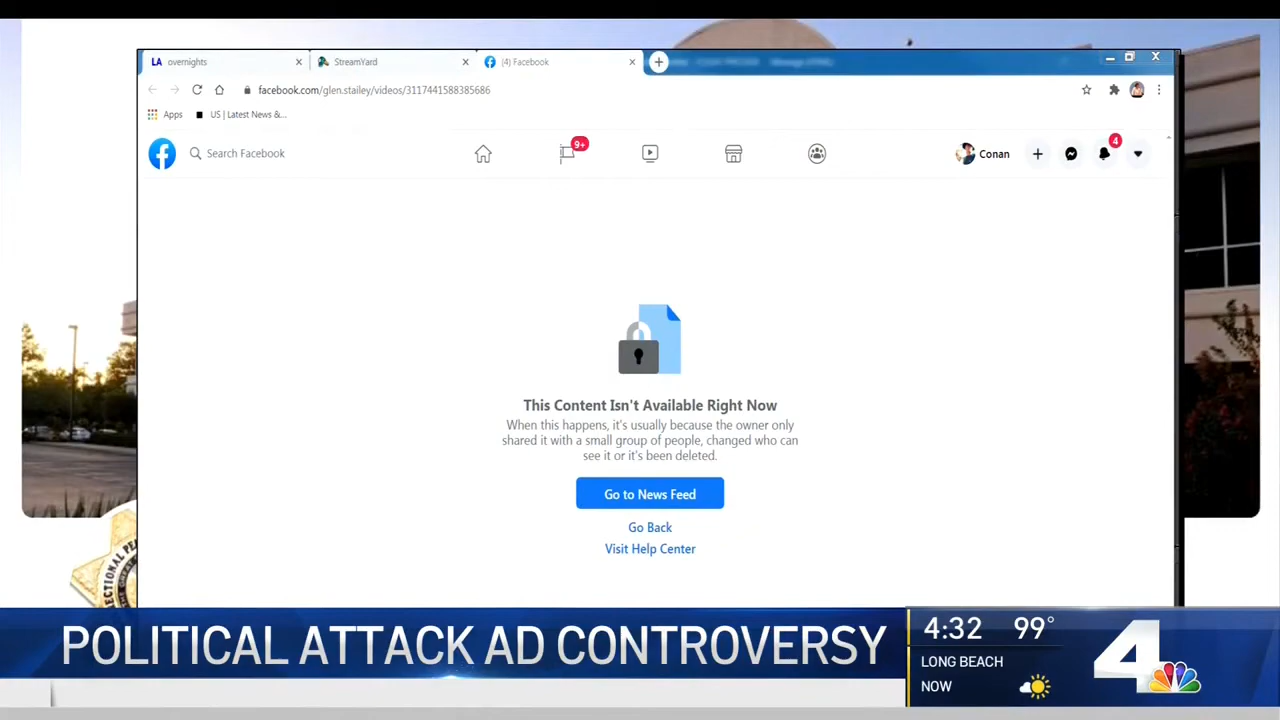 LA overnights
StreamYard
(4) Facebook
facebook.com/glen.stailey/videos/3117441588385686
Apps
US | Latest News &...
Search Facebook
9+
Conan
4
This Content Isn't Available Right Now
When this happens, it's usually because the owner only
shared it with a small group of people, changed who can
see it or it's been deleted.
Go to News Feed
Go Back
Visit Help Center
POLITICAL ATTACK AD CONTROVERSY
4:32 99°
LONG BEACH
NOW
4